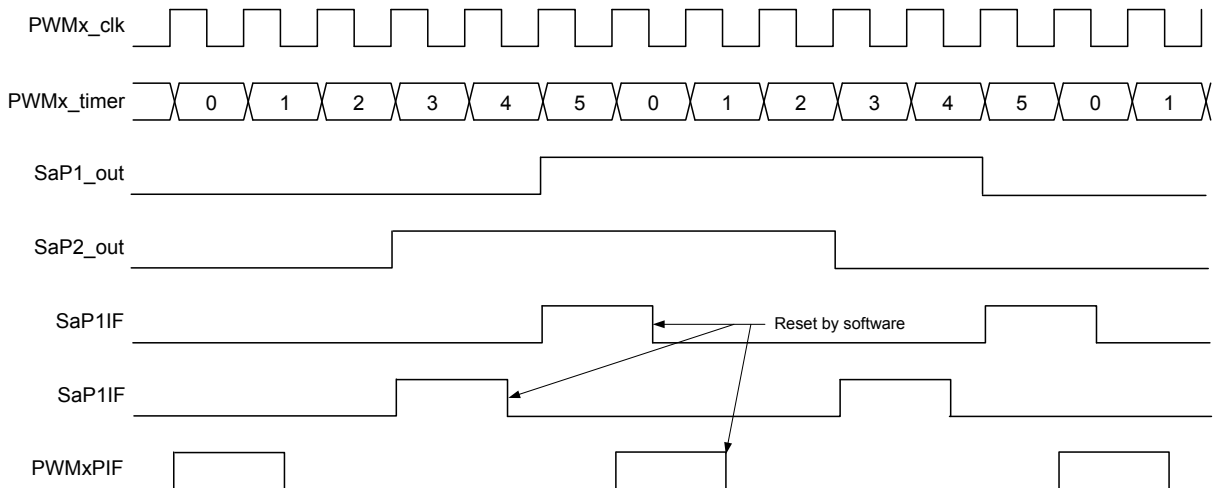 PWMx_clk
PWMx_timer 0 1 2 3 4 5 0 1 2 3 4 5 0 1
SaP1_out
SaP2_out
SaP1IF
Reset by software
SaP1IF
PWMxPIF